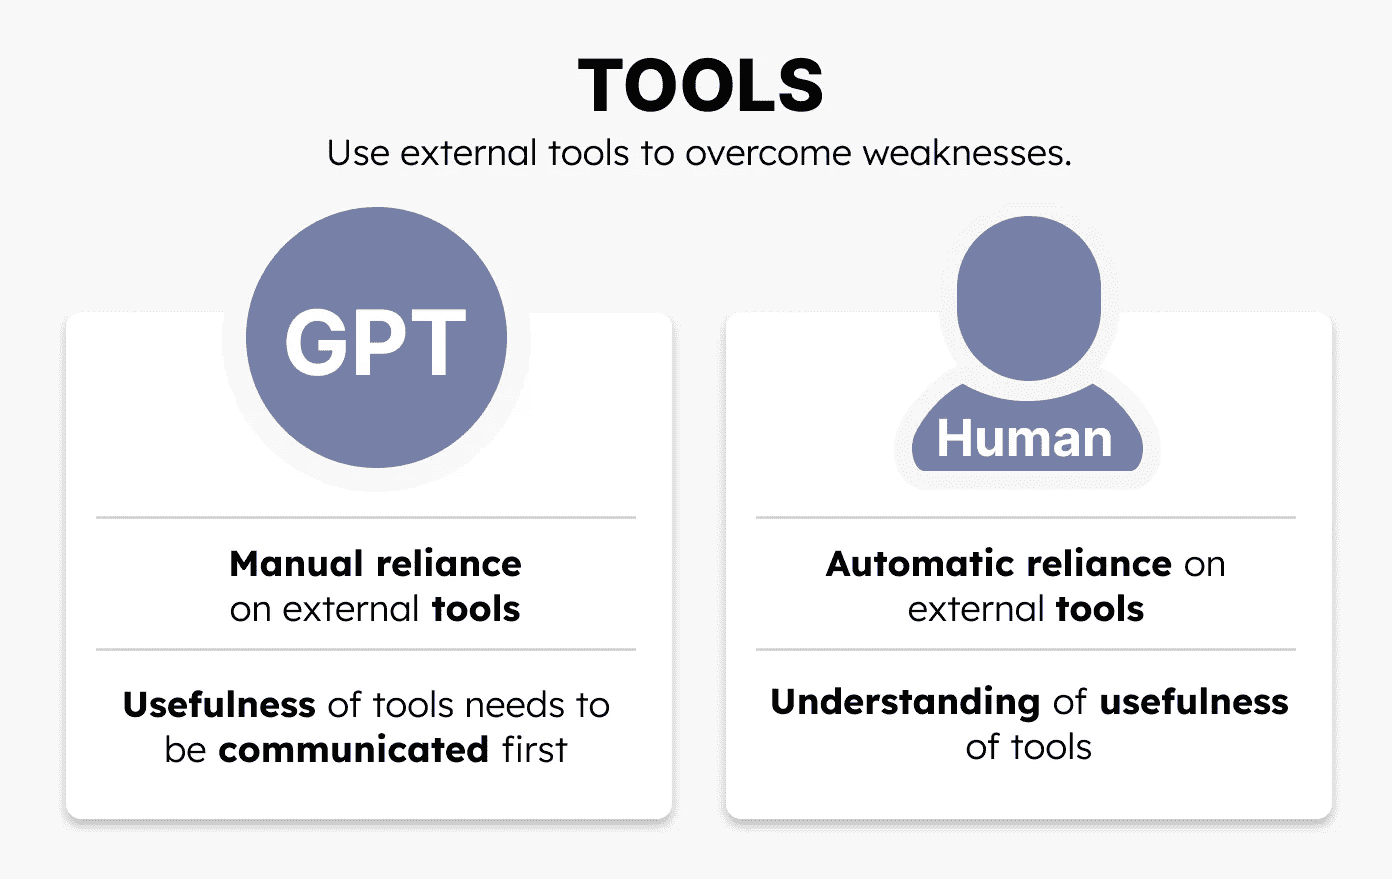 TOOLS
Use external tools to overcome weaknesses.
GPT
Manual reliance
on external tools
Usefulness of tools needs to
be communicated first
Human
Automatic reliance on
external tools
Understanding of usefulness
of tools